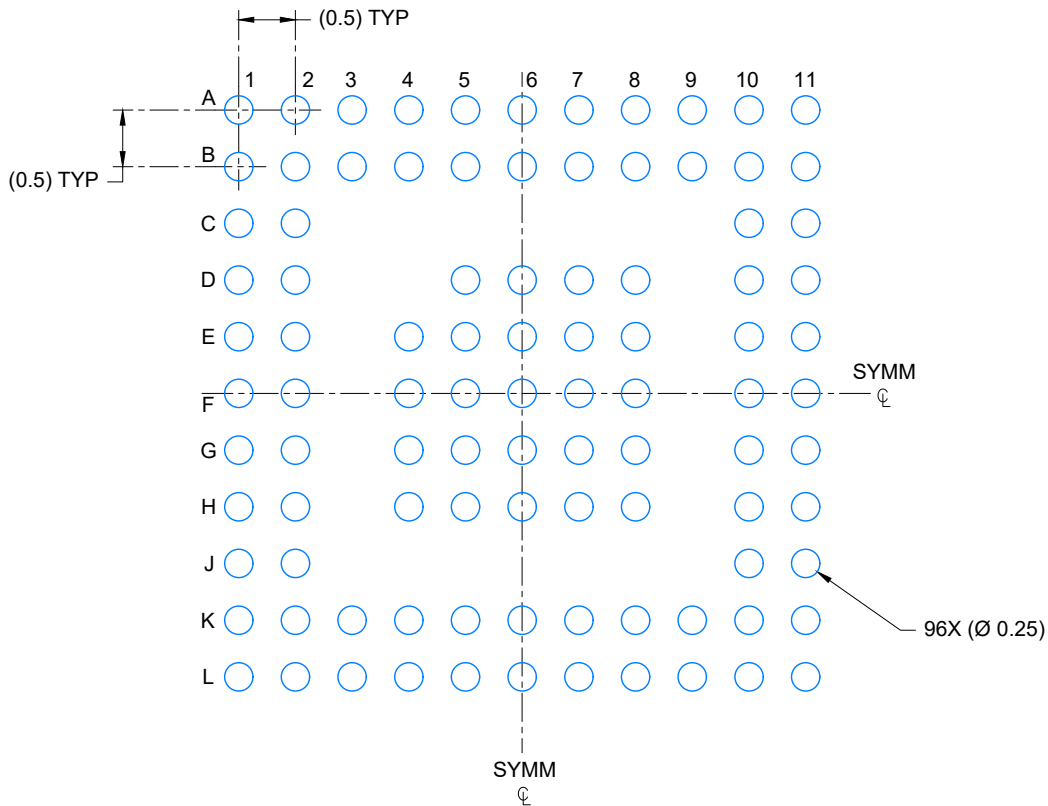 (0.5) TYP
1 2 3 4 5 6 7 8 9 10 11
A
B
(0.5) TYP
C
D
E
SYMM
℄
F
G
H
J
K
96X (Ø 0.25)
L
SYMM
℄